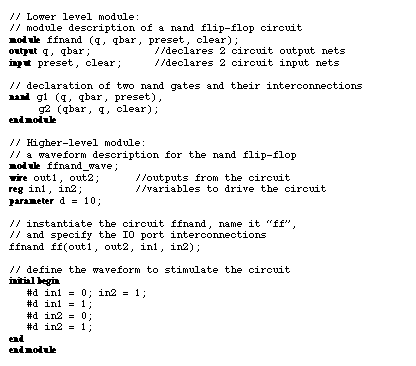 // Lower level module:
// module description of a nand flip-flop circuit
module ffnand (q, qbar, preset, clear);
output q, qbar; //declares 2 circuit output nets
input preset, clear; //declares 2 circuit input nets
// declaration of two nand gates and their interconnections
nand g1 (q, qbar, preset),
g2 (qbar, q, clear);
endmodule
// Higher-level module:
// a waveform description for the nand flip-flop
module ffnand_wave;
wire out1, out2; //outputs from the circuit
reg in1, in2; //variables to drive the circuit
parameter d = 10;
// instantiate the circuit ffnand, name it "ff",
// and specify the IO port interconnections
ffnand ff(out1, out2, in1, in2);
// define the waveform to stimulate the circuit
initial begin
#d in1 = 0; in2 = 1;
#d in1 = 1;
#d in2 = 0;
#d in2 = 1;
end
endmodule